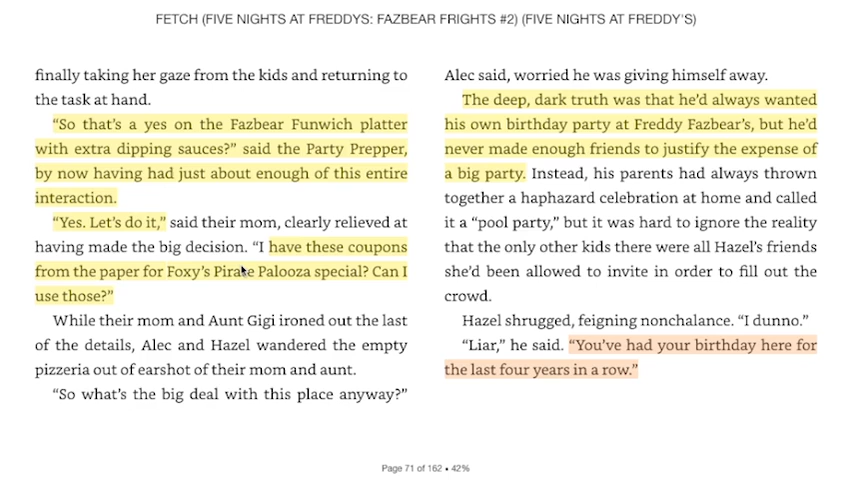 FETCH (FIVE NIGHTS AT FREDDYS: FAZBEAR FRIGHTS #2) (FIVE NIGHTS AT FREDDY'S)
finally taking her gaze from the kids and returning to
the task at hand.
“So that’s a yes on the Fazbear Funwich platter
with extra dipping sauces?” said the Party Prepper,
by now having had just about enough of this entire
interaction.
“Yes. Let’s do it,” said their mom, clearly relieved at
having made the big decision. “I have these coupons
from the paper for Foxy’s Pirate Palooza special? Can I
use those?”
While their mom and Aunt Gigi ironed out the last
of the details, Alec and Hazel wandered the empty
pizzeria out of earshot of their mom and aunt.
“So what’s the big deal with this place anyway?”
Alec said, worried he was giving himself away.
The deep, dark truth was that he’d always wanted
his own birthday party at Freddy Fazbear’s, but he’d
never made enough friends to justify the expense of
a big party. Instead, his parents had always thrown
together a haphazard celebration at home and called
it a “pool party,” but it was hard to ignore the reality
that the only other kids there were all Hazel’s friends
she’d been allowed to invite in order to fill out the
crowd.
Hazel shrugged, feigning nonchalance. “I dunno.”
“Liar,” he said. “You’ve had your birthday here for
the last four years in a row.”
Page 71 of 162 • 42%